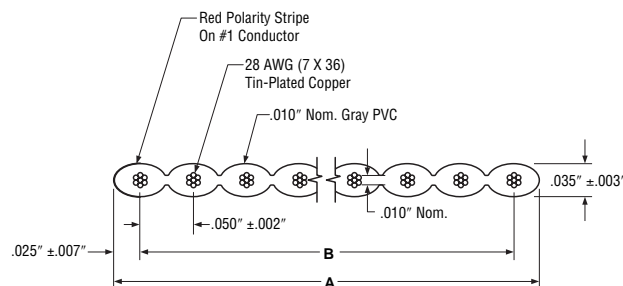 Red Polarity Stripe
On #1 Conductor
28 AWG (7 X 36)
Tin-Plated Copper
.010″ Nom. Gray PVC
.035″ ±.003″
.010″ Nom.
.050″ ±.002″
.025″ ±.007″
B
A